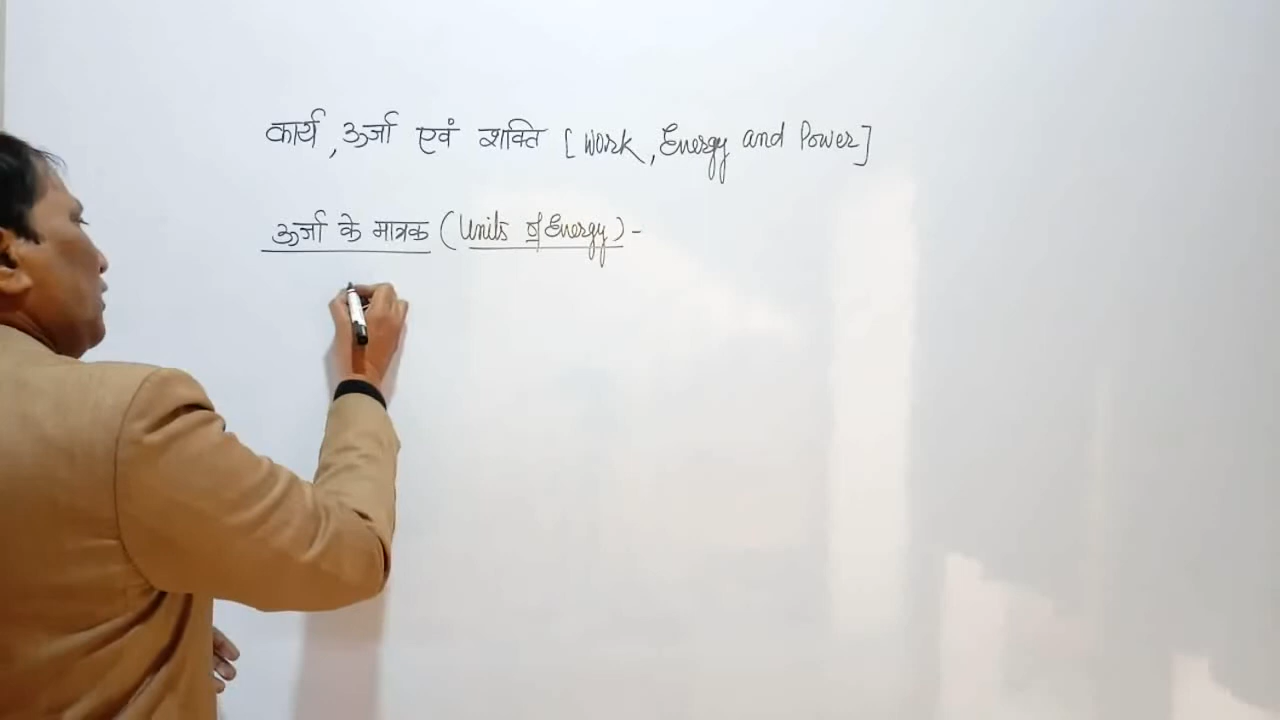 कार्य, ऊर्जा एवं शक्ति [Work, Energy and Power]
ऊर्जा के मात्रक (Units of Energy) -